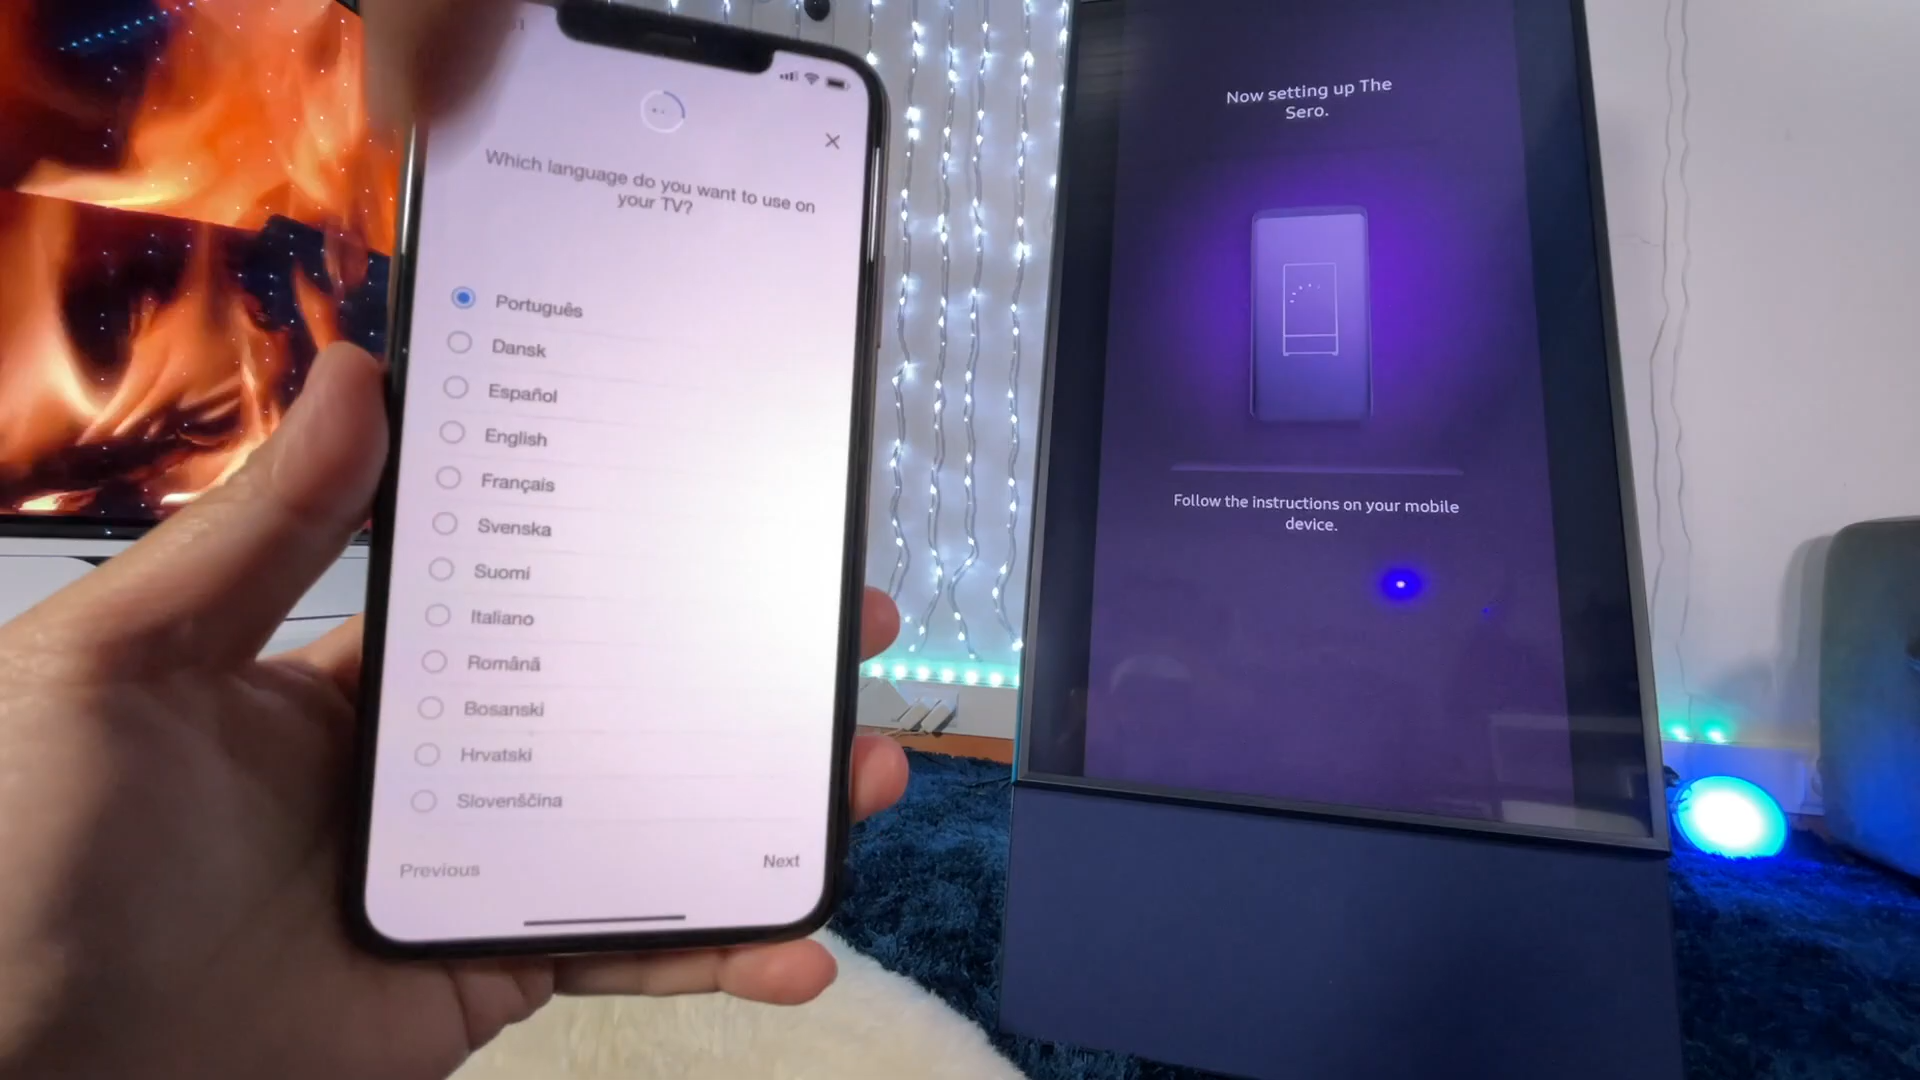 Which language do you want to use on
your TV?
Português
Dansk
Español
English
Français
Svenska
Suomi
Italiano
Română
Bosanski
Hrvatski
Slovenščina
Previous
Next
Now setting up The
Sero.
Follow the instructions on your mobile
device.